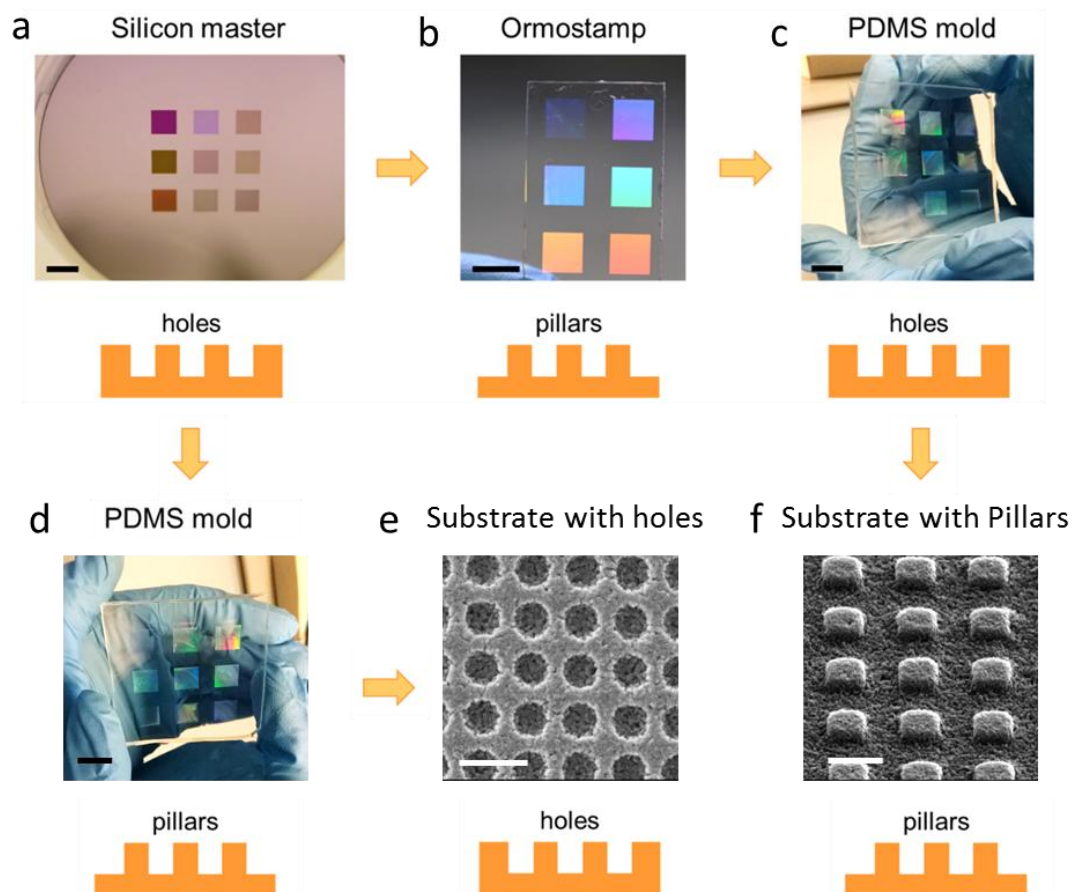 a
Silicon master
b
Ormostamp
c
PDMS mold
holes
pillars
holes
d
PDMS mold
e
Substrate with holes
f
Substrate with Pillars
pillars
holes
pillars